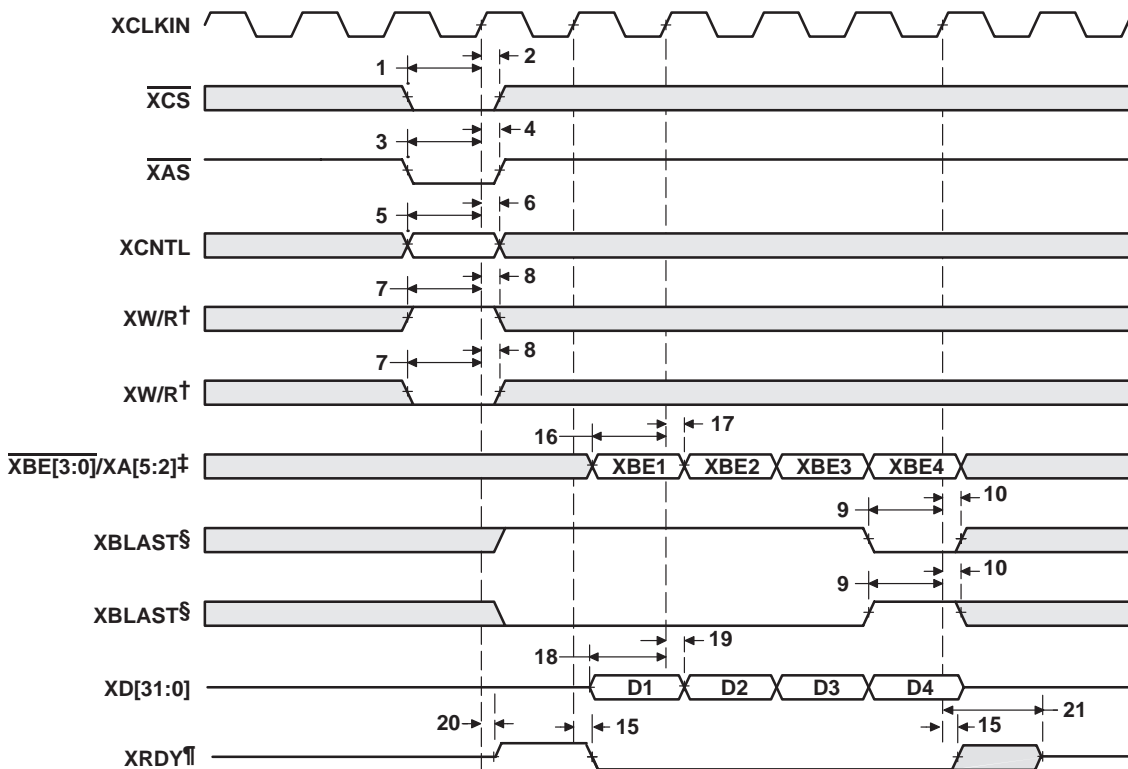 XCLKIN
1
2
XCS
3
4
XAS
5
6
XCNTL
7
8
XW/R†
7
8
XW/R†
16
17
XBE[3:0]/XA[5:2]‡
XBE1 XBE2 XBE3 XBE4
9
10
XBLAST§
9
10
XBLAST§
18
19
XD[31:0]
D1 D2 D3 D4
20
15
15
21
XRDY¶